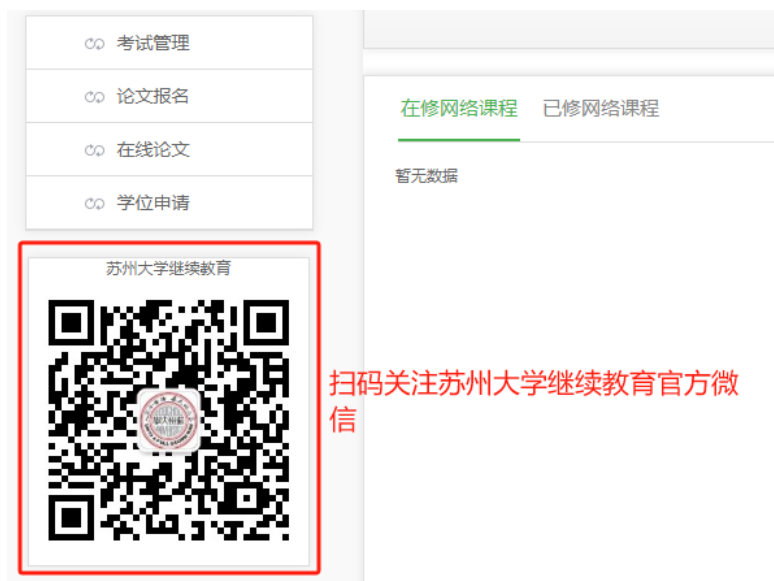 考试管理
论文报名
在线论文
学位申请
在修网络课程 已修网络课程
暂无数据
苏州大学继续教育
扫码关注苏州大学继续教育官方微
信